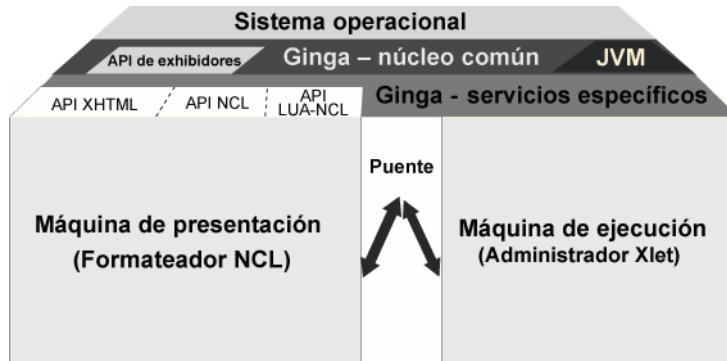 Sistema operacional
API de exhibidores
Ginga – núcleo común
JVM
Ginga - servicios específicos
API XHTML
API NCL
API
LUA-NCL
Puente
Máquina de presentación
(Formateador NCL)
Máquina de ejecución
(Administrador Xlet)